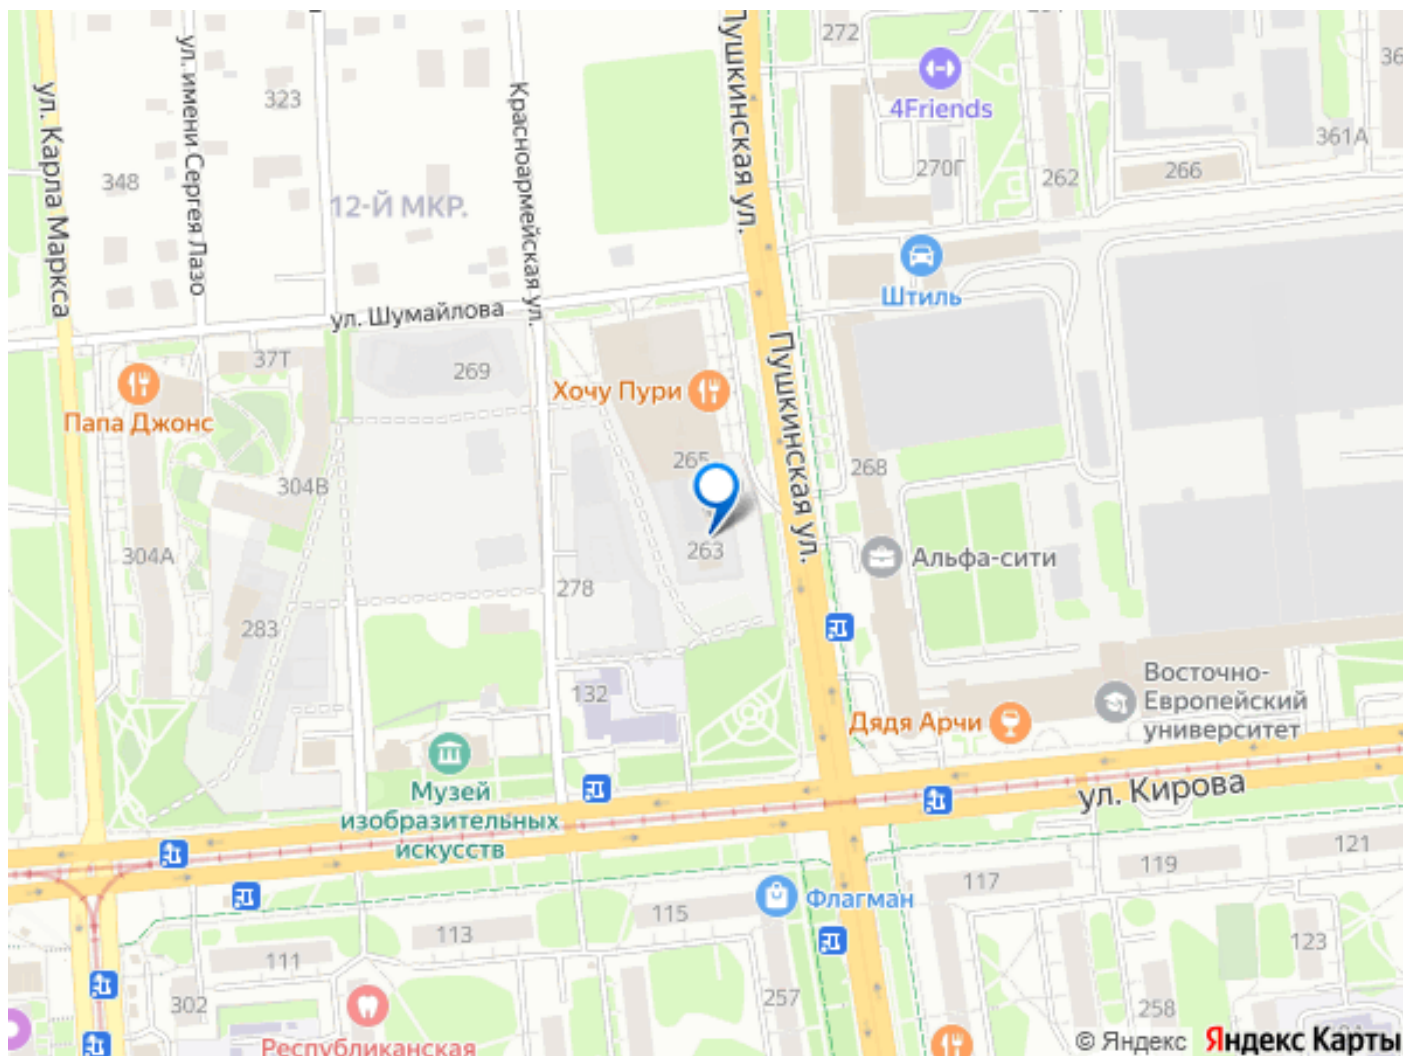 Пушкинская ул.
272
4Friends
361А
270Г
262
266
ул. Карла Маркса
ул. имени Сергея Лазо
323
348
12-Й МКР.
Красноармейская ул.
Штиль
ул. Шумайлова
37Т
269
Папа Джонс
Хочу Пури
Пушкинская ул.
265
268
304В
304А
263
278
283
132
Альфа-сити
Восточно-
Европейский
университет
Дядя Арчи
Музей
изобразительных
искусств
ул. Кирова
121
119
117
Флагман
115
113
111
123
302
257
258
Республиканская
© Яндекс
Яндекс Карты